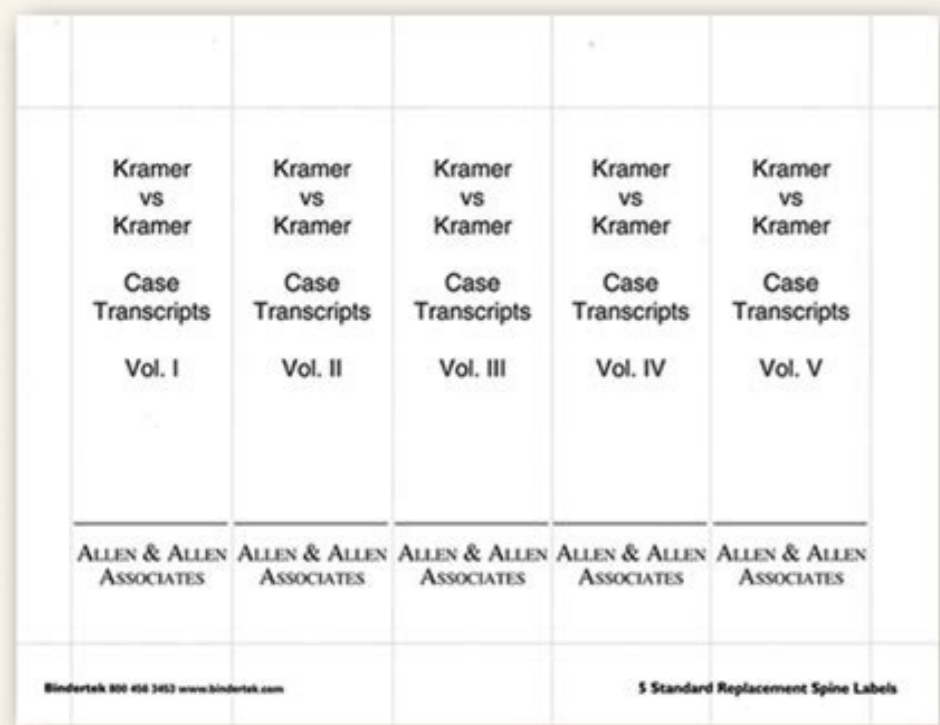 Kramer
vs
Kramer
Case
Transcripts
Vol. I
ALLEN & ALLEN
ASSOCIATES
Kramer
vs
Kramer
Case
Transcripts
Vol. II
ALLEN & ALLEN
ASSOCIATES
Kramer
vs
Kramer
Case
Transcripts
Vol. III
ALLEN & ALLEN
ASSOCIATES
Kramer
vs
Kramer
Case
Transcripts
Vol. IV
ALLEN & ALLEN
ASSOCIATES
Kramer
vs
Kramer
Case
Transcripts
Vol. V
ALLEN & ALLEN
ASSOCIATES
Bindertek 800 456 3453 www.bindertek.com
5 Standard Replacement Spine Labels